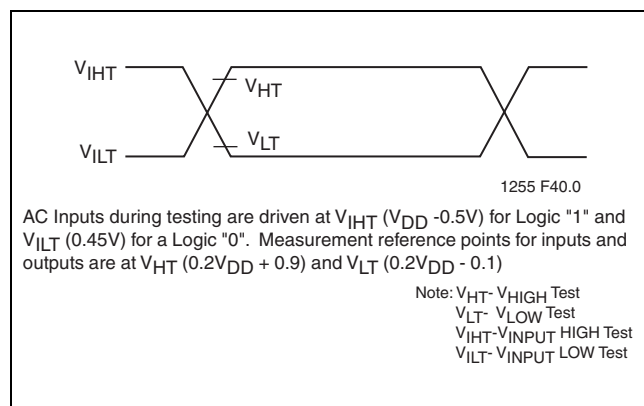 VIHT
VHT
VLT
VILT
1255 F40.0
AC Inputs during testing are driven at VIHT (VDD -0.5V) for Logic "1" and
VILT (0.45V) for a Logic "0".  Measurement reference points for inputs and
outputs are at VHT (0.2VDD + 0.9) and VLT (0.2VDD - 0.1)
Note: VHT- VHIGH Test
VLT- VLOW Test
VIHT-VINPUT HIGH Test
VILT- VINPUT LOW Test